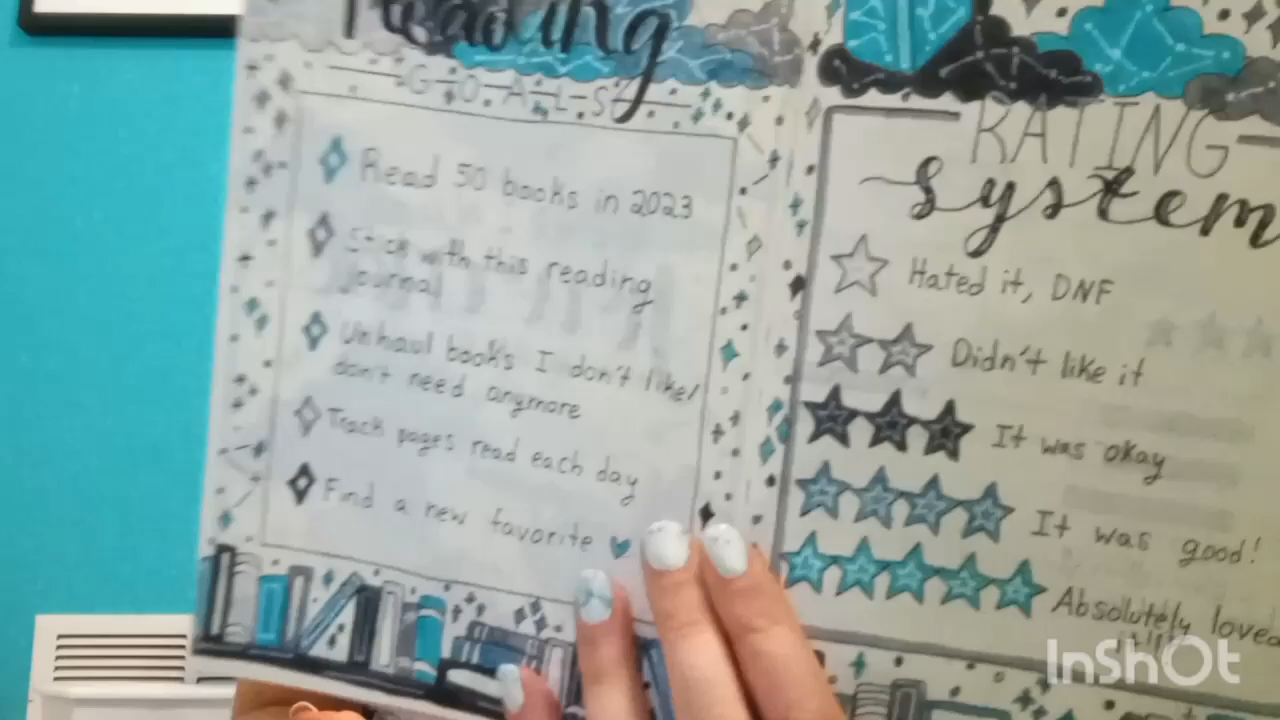 Reading
GOALS
Read 50 books in 2023
Stick with this reading
journal
Unhaul books I don't like/
don't need anymore
Track pages read each day
Find a new favorite
RATING
system
Hated it, DNF
Didn't like it
It was okay
It was good!
Absolutely loved
it!!!
InShOt